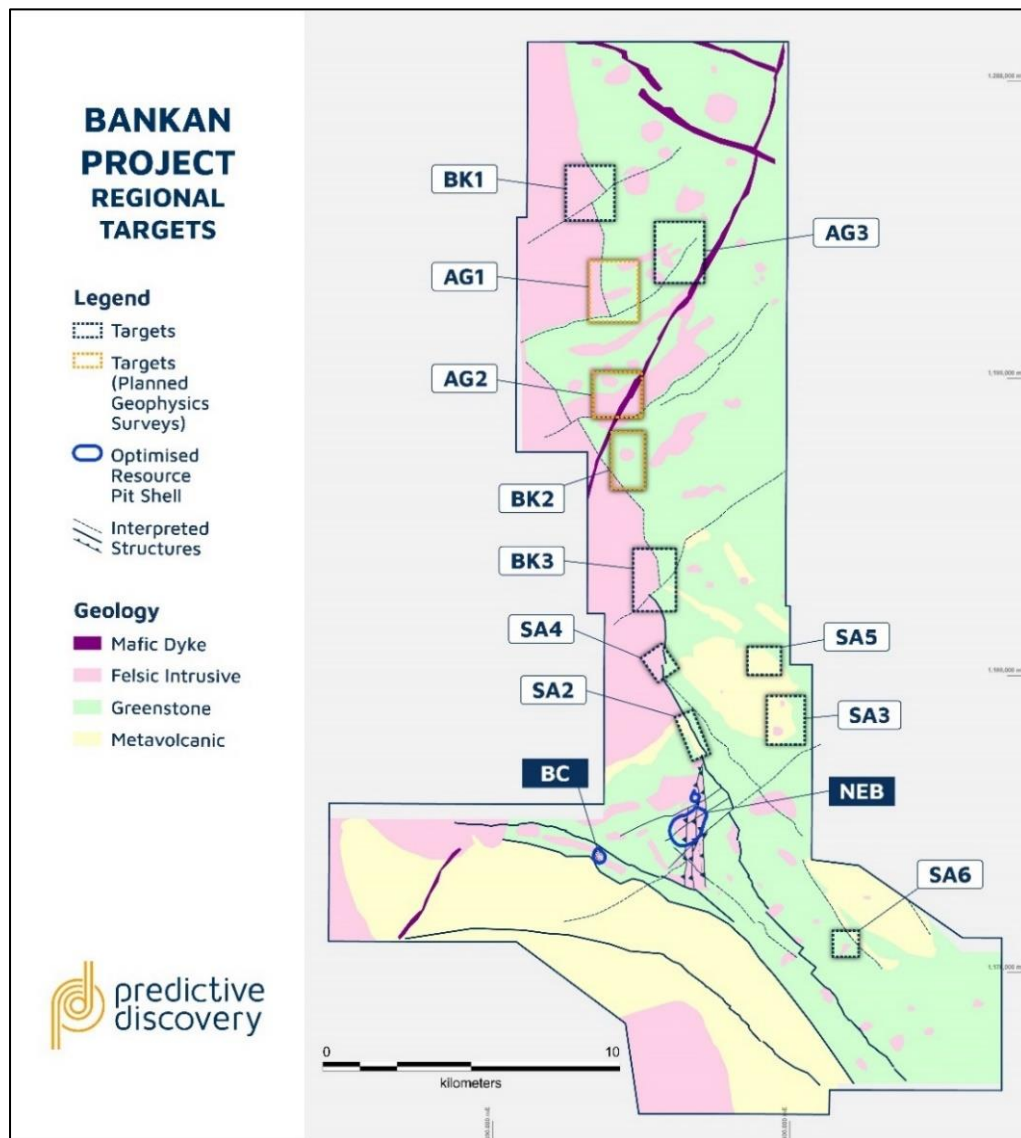 BANKAN
PROJECT
REGIONAL
TARGETS
Legend
Targets
Targets
(Planned
Geophysics
Surveys)
Optimised
Resource
Pit Shell
Interpreted
Structures
Geology
Mafic Dyke
Felsic Intrusive
Greenstone
Metavolcanic
predictive
discovery
BK1
AG3
AG1
AG2
BK2
BK3
SA4
SA5
SA2
SA3
BC
NEB
SA6
0 10
kilometers